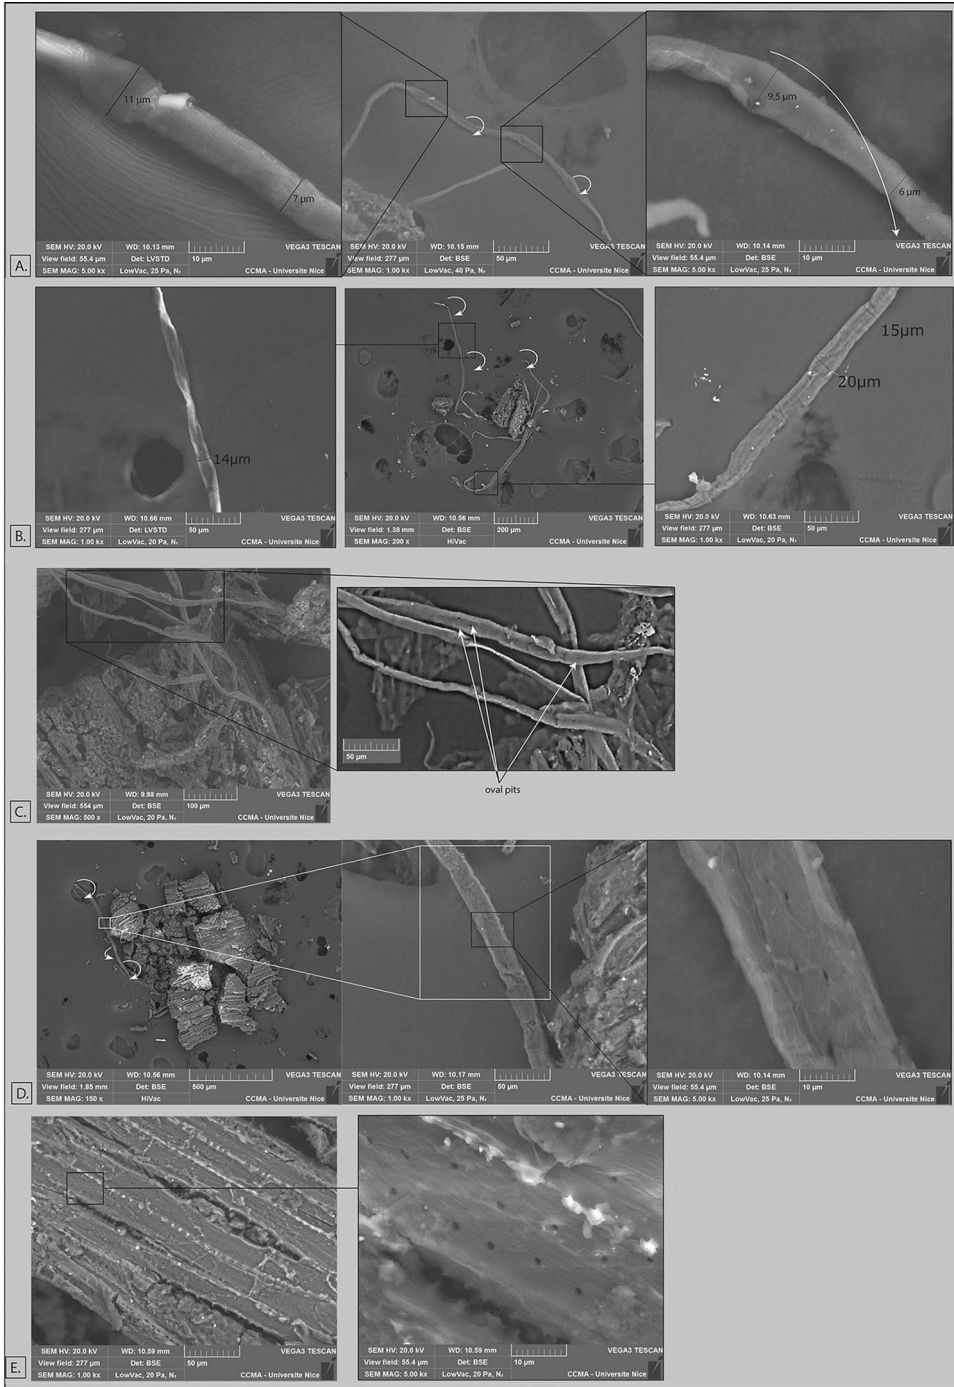 11 μm
7 μm
9,5 μm
6 μm
SEM HV: 20.0 kV WD: 10.13 mm VEGA3 TESCAN
View field: 55.4 μm Det: LVSTD 10 μm
SEM MAG: 5.00 kx LowVac, 25 Pa, N₂ CCMA - Universite Nice
SEM HV: 20.0 kV WD: 10.15 mm VEGA3 TESCAN
View field: 277 μm Det: BSE 50 μm
SEM MAG: 1.00 kx LowVac, 40 Pa, N₂ CCMA - Universite Nice
SEM HV: 20.0 kV WD: 10.14 mm VEGA3 TESCAN
View field: 55.4 μm Det: BSE 10 μm
SEM MAG: 5.00 kx LowVac, 25 Pa, N₂ CCMA - Universite Nice
A.
14μm
15μm
20μm
SEM HV: 20.0 kV WD: 10.66 mm VEGA3 TESCAN
View field: 277 μm Det: LVSTD 50 μm
SEM MAG: 1.00 kx LowVac, 20 Pa, N₂ CCMA - Universite Nice
SEM HV: 20.0 kV WD: 10.56 mm VEGA3 TESCAN
View field: 1.38 mm Det: BSE 200 μm
SEM MAG: 200 x HiVac CCMA - Universite Nice
SEM HV: 20.0 kV WD: 10.63 mm VEGA3 TESCAN
View field: 277 μm Det: BSE 50 μm
SEM MAG: 1.00 kx LowVac, 20 Pa, N₂ CCMA - Universite Nice
B.
50 μm
oval pits
SEM HV: 20.0 kV WD: 9.98 mm VEGA3 TESCAN
View field: 554 μm Det: BSE 100 μm
SEM MAG: 500 x LowVac, 20 Pa, N₂ CCMA - Universite Nice
C.
SEM HV: 20.0 kV WD: 10.56 mm VEGA3 TESCAN
View field: 1.85 mm Det: BSE 500 μm
SEM MAG: 150 x HiVac CCMA - Universite Nice
SEM HV: 20.0 kV WD: 10.17 mm VEGA3 TESCAN
View field: 277 μm Det: BSE 50 μm
SEM MAG: 1.00 kx LowVac, 25 Pa, N₂ CCMA - Universite Nice
SEM HV: 20.0 kV WD: 10.14 mm VEGA3 TESCAN
View field: 55.4 μm Det: BSE 10 μm
SEM MAG: 5.00 kx LowVac, 25 Pa, N₂ CCMA - Universite Nice
D.
SEM HV: 20.0 kV WD: 10.59 mm VEGA3 TESCAN
View field: 277 μm Det: BSE 50 μm
SEM MAG: 1.00 kx LowVac, 20 Pa, N₂ CCMA - Universite Nice
SEM HV: 20.0 kV WD: 10.59 mm VEGA3 TESCAN
View field: 55.4 μm Det: BSE 10 μm
SEM MAG: 5.00 kx LowVac, 20 Pa, N₂ CCMA - Universite Nice
E.